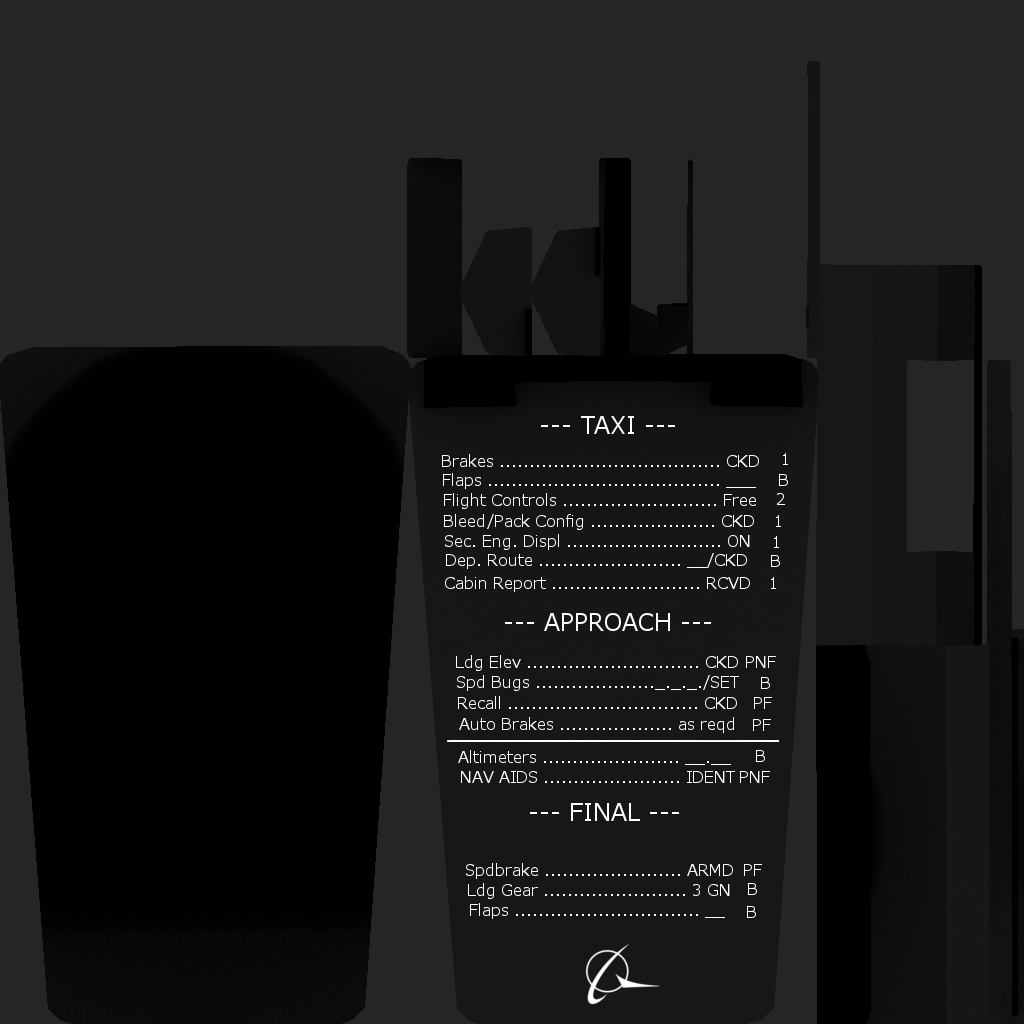 --- TAXI ---
Brakes ..................................... CKD 1
Flaps ....................................... ___ B
Flight Controls .......................... Free 2
Bleed/Pack Config ..................... CKD 1
Sec. Eng. Displ .......................... ON 1
Dep. Route ........................ __/CKD B
Cabin Report ......................... RCVD 1
--- APPROACH ---
Ldg Elev ............................. CKD PNF
Spd Bugs ...................._._._./SET B
Recall ................................ CKD PF
Auto Brakes ................... as reqd PF
Altimeters ....................... __.__ B
NAV AIDS ....................... IDENT PNF
--- FINAL ---
Spdbrake ....................... ARMD PF
Ldg Gear ........................ 3 GN B
Flaps ............................... __ B